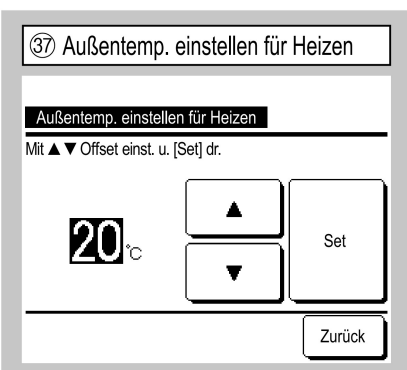 ㊲ Außentemp. einstellen für Heizen
Außentemp. einstellen für Heizen
Mit ▲ ▼ Offset einst. u. [Set] dr.
▲
20 °C
Set
▼
Zurück